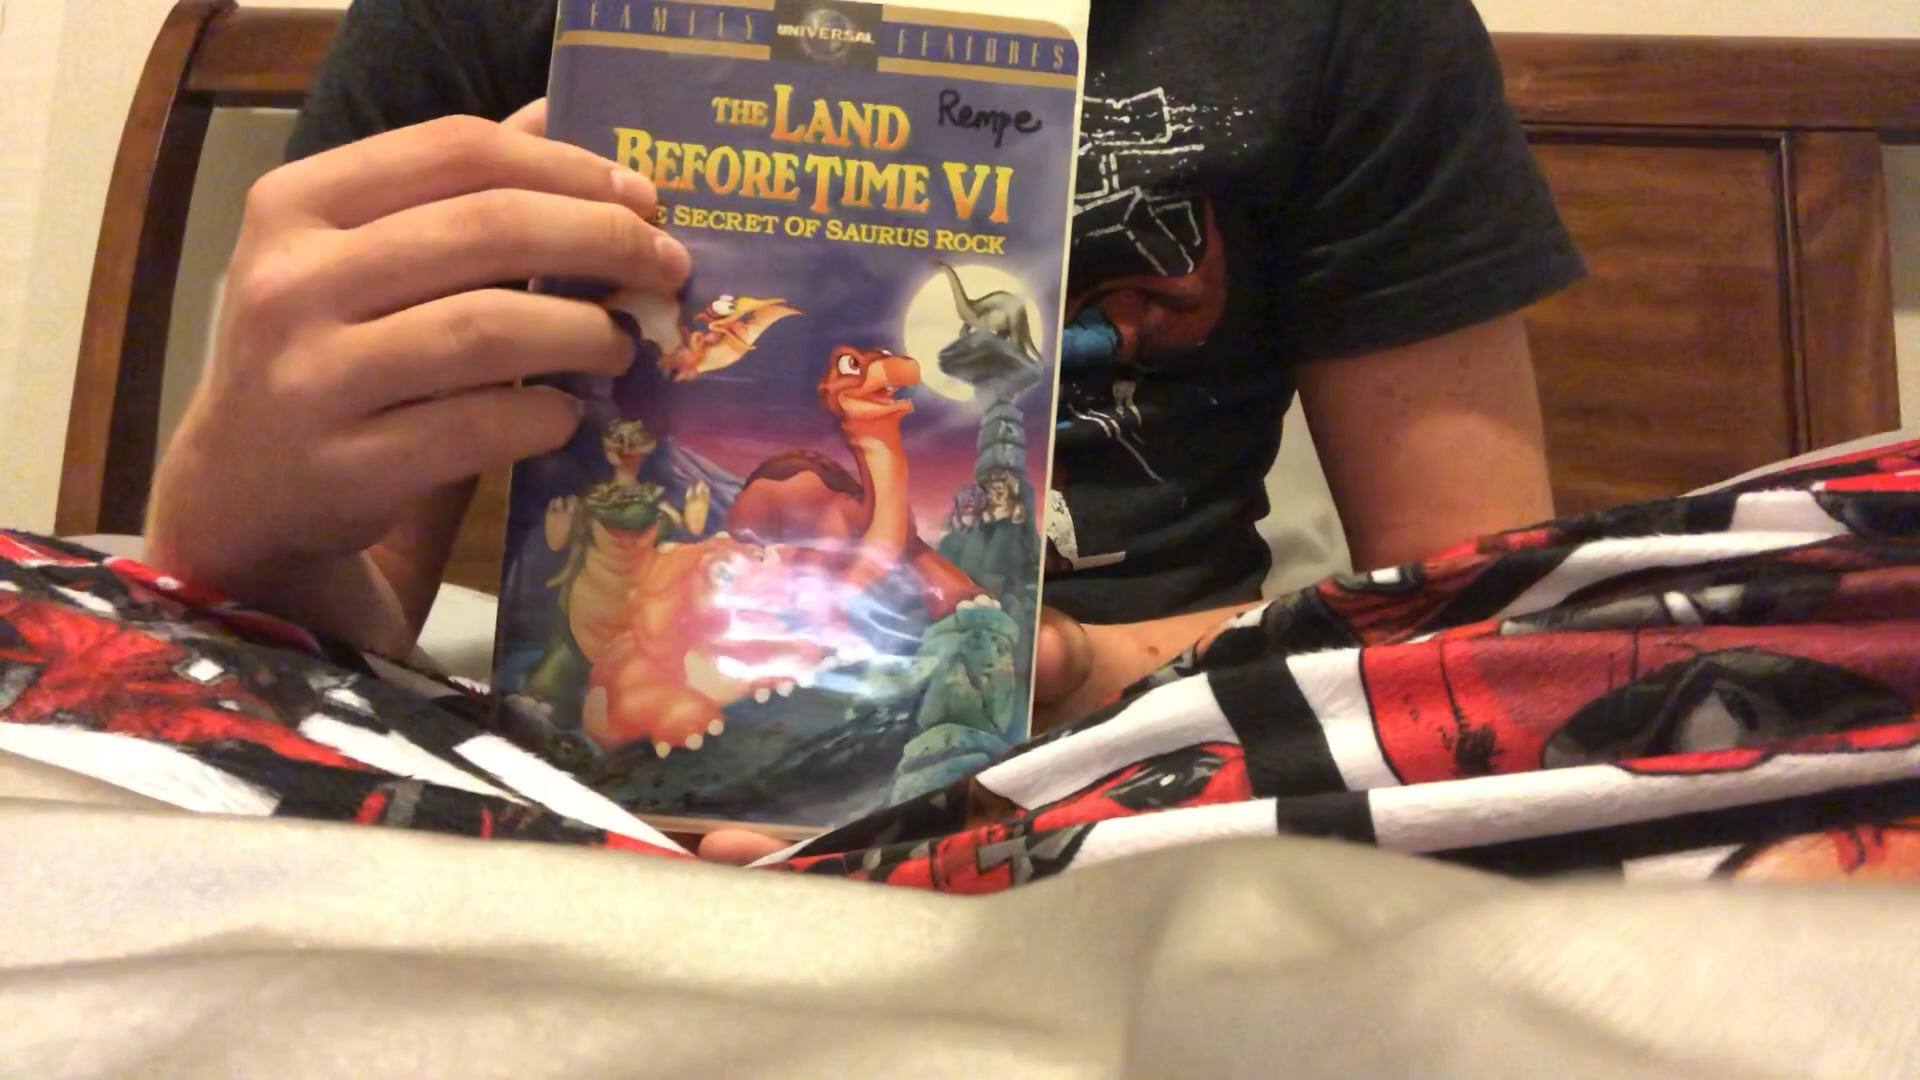 FAMILY UNIVERSAL FEATURES
THE LAND Rempe
BEFORE TIME VI
SECRET OF SAURUS ROCK